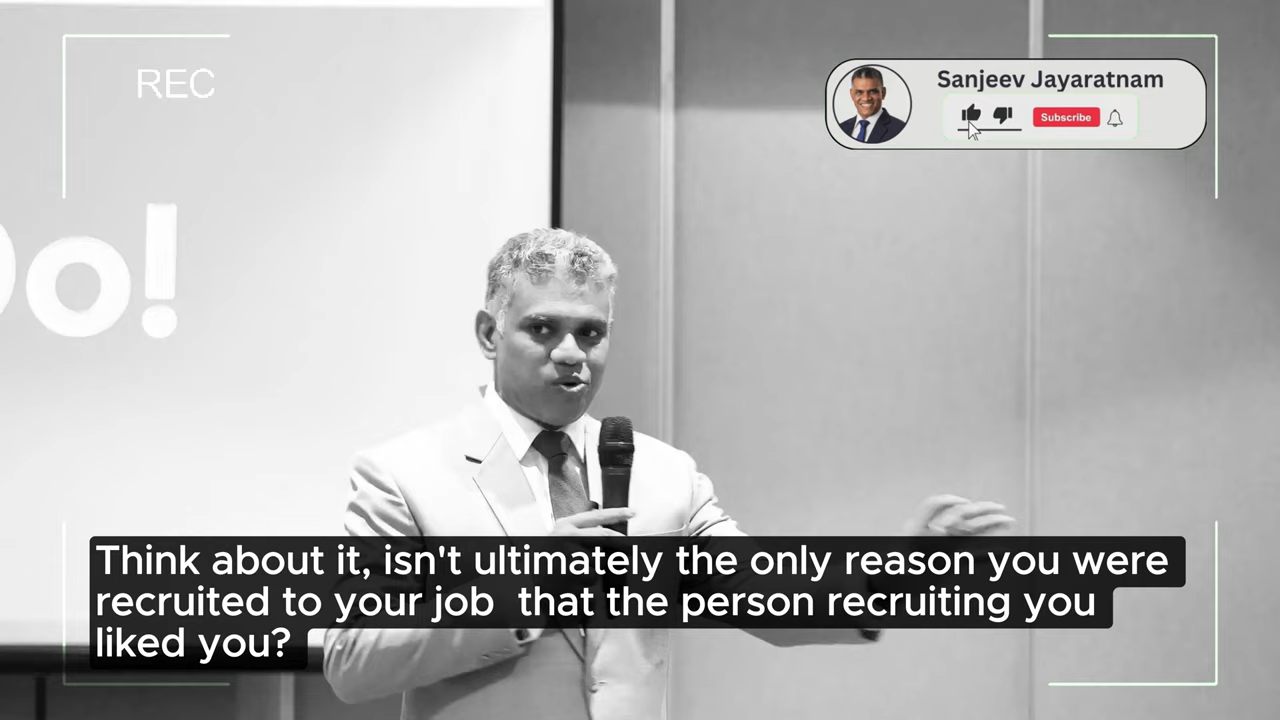 REC
Sanjeev Jayaratnam
Subscribe
o!
Think about it, isn't ultimately the only reason you were
recruited to your job  that the person recruiting you
liked you?